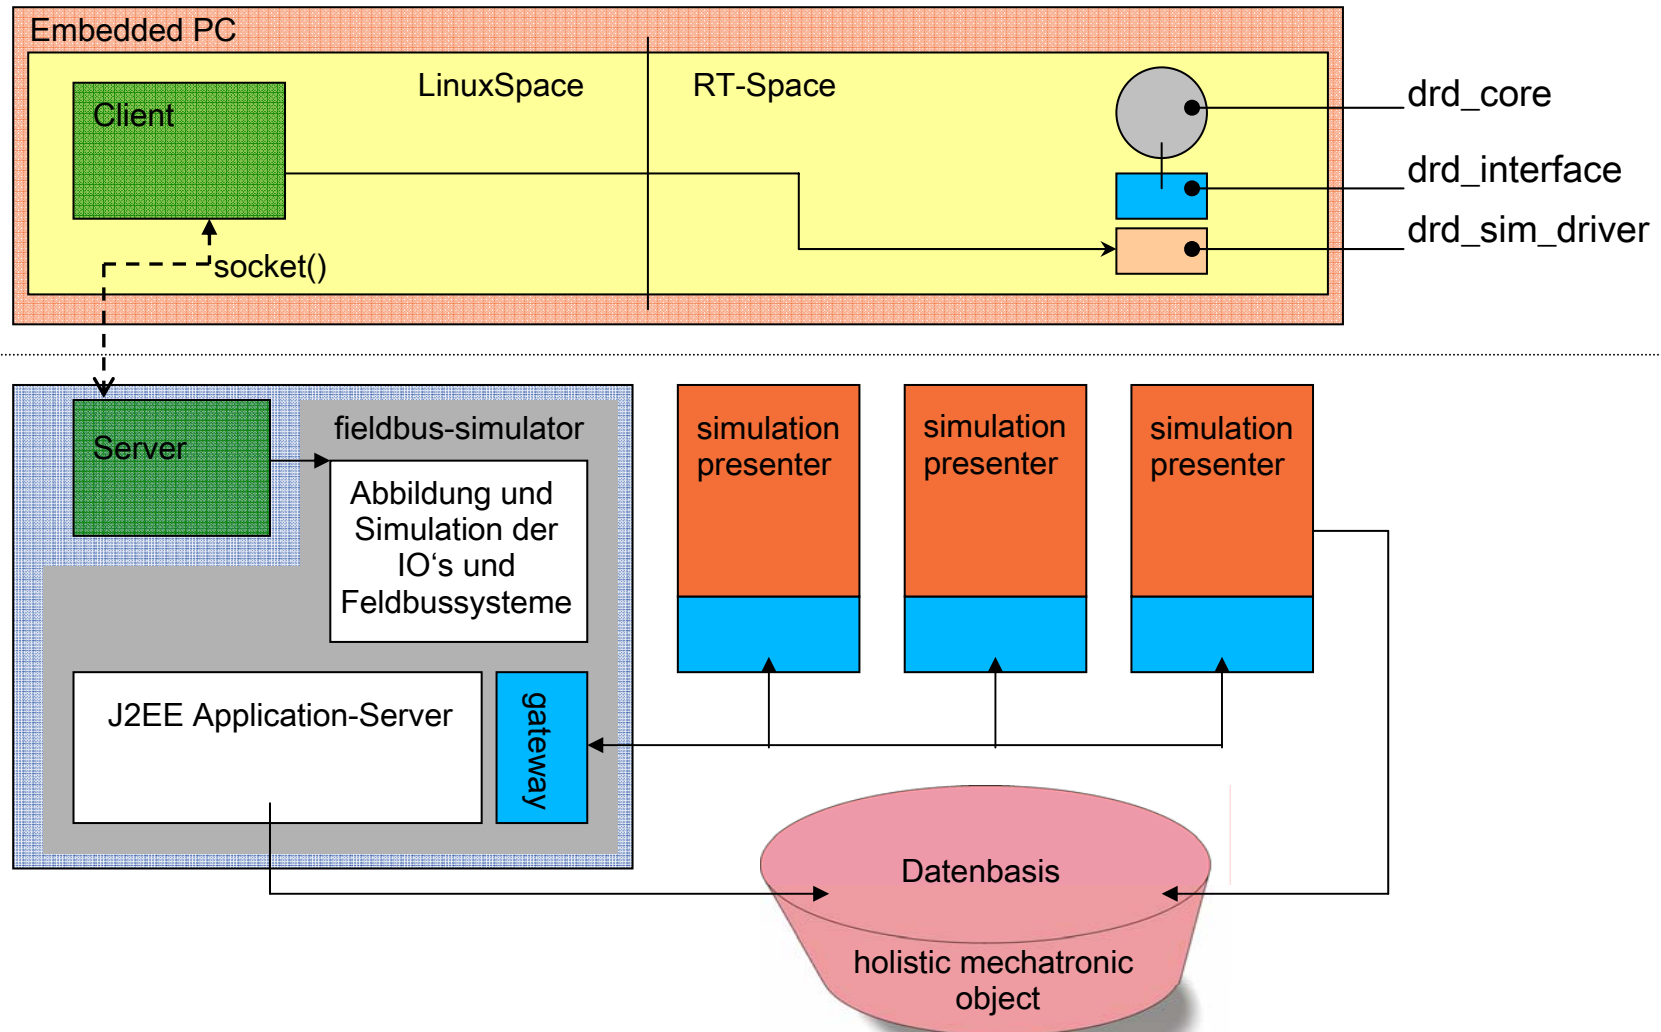 Embedded PC
LinuxSpace
RT-Space
Client
socket()
drd_core
drd_interface
drd_sim_driver
Server
fieldbus-simulator
Abbildung und
Simulation der
IO‘s und
Feldbussysteme
J2EE Application-Server
gateway
simulation
presenter
simulation
presenter
simulation
presenter
Datenbasis
holistic mechatronic
object